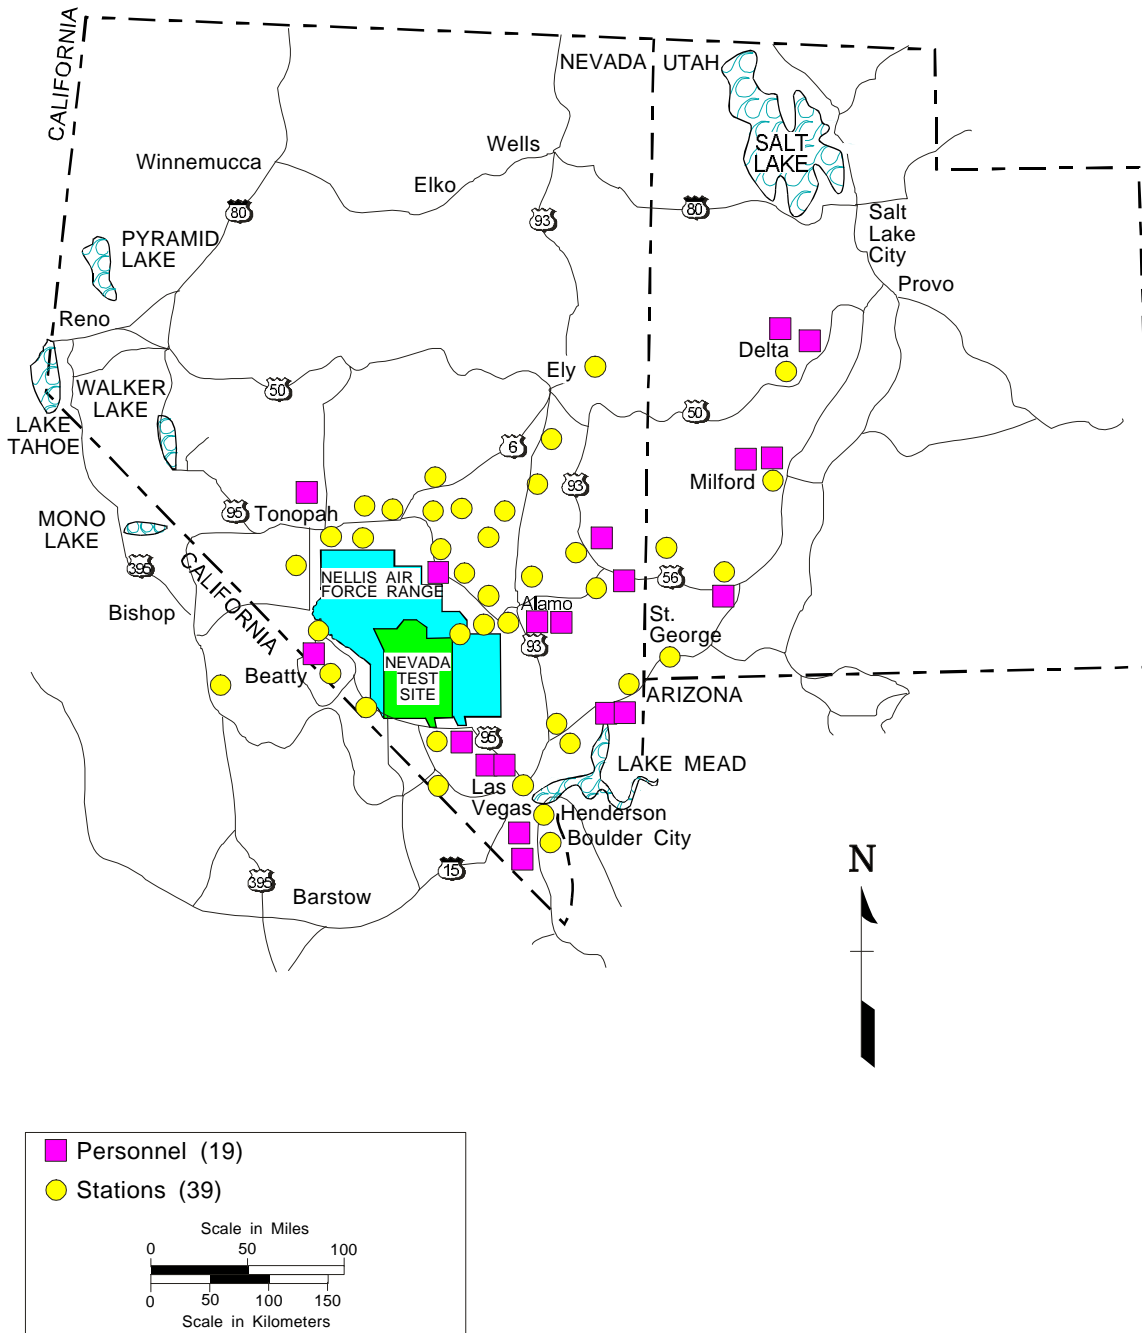 CALIFORNIA
NEVADA
UTAH
SALT
LAKE
Wells
Winnemucca
Elko
80
93
80
Salt
Lake
City
PYRAMID
LAKE
Provo
Reno
Delta
Ely
WALKER
LAKE
50
50
LAKE
TAHOE
6
93
Milford
95
Tonopah
MONO
LAKE
395
CALIFORNIA
NELLIS AIR
FORCE RANGE
56
Bishop
Alamo
St.
George
93
Beatty
NEVADA
TEST
SITE
ARIZONA
95
LAKE MEAD
Las
Vegas
Henderson
Boulder City
15
395
Barstow
N
Personnel (19)
Stations (39)
Scale in Miles
0 50 100
0 50 100 150
Scale in Kilometers